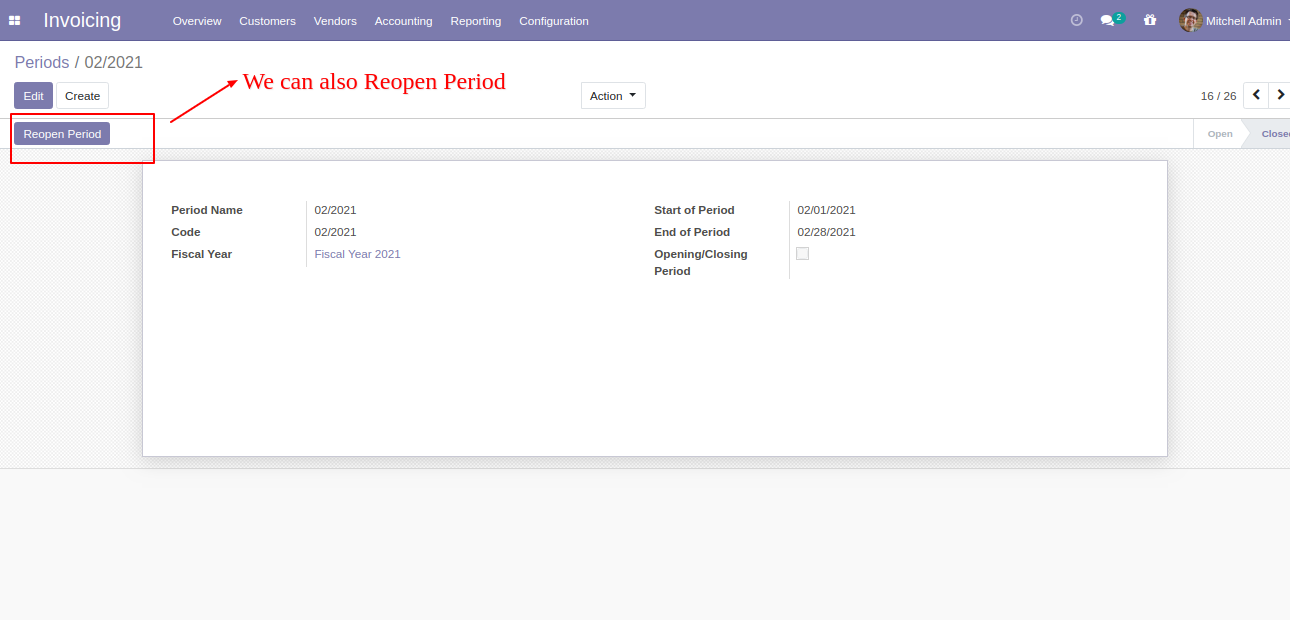 Invoicing Overview Customers Vendors Accounting Reporting Configuration 2 Mitchell Admin
Periods / 02/2021
We can also Reopen Period
Edit Create Action 16 / 26
Reopen Period Open Closed
Period Name 02/2021 Start of Period 02/01/2021
Code 02/2021 End of Period 02/28/2021
Fiscal Year Fiscal Year 2021 Opening/Closing
Period